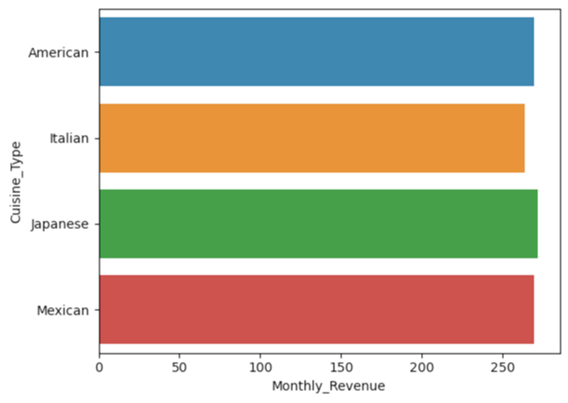 American
Italian
Japanese
Mexican
Cuisine_Type
0 50 100 150 200 250
Monthly_Revenue